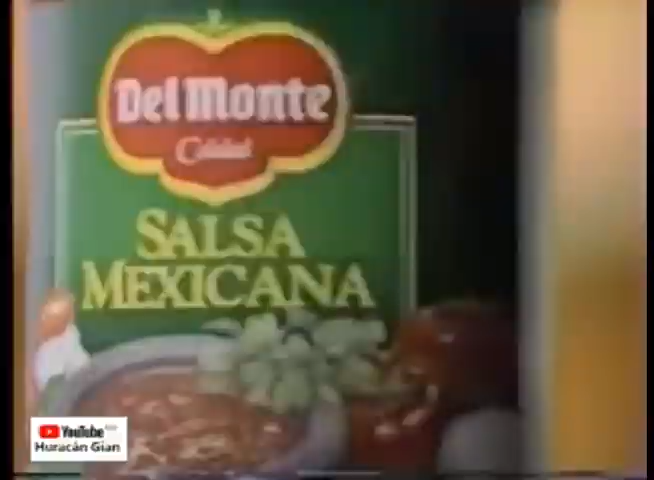 Del Monte
Calidad
SALSA
MEXICANA
YouTube
Huracán Gian